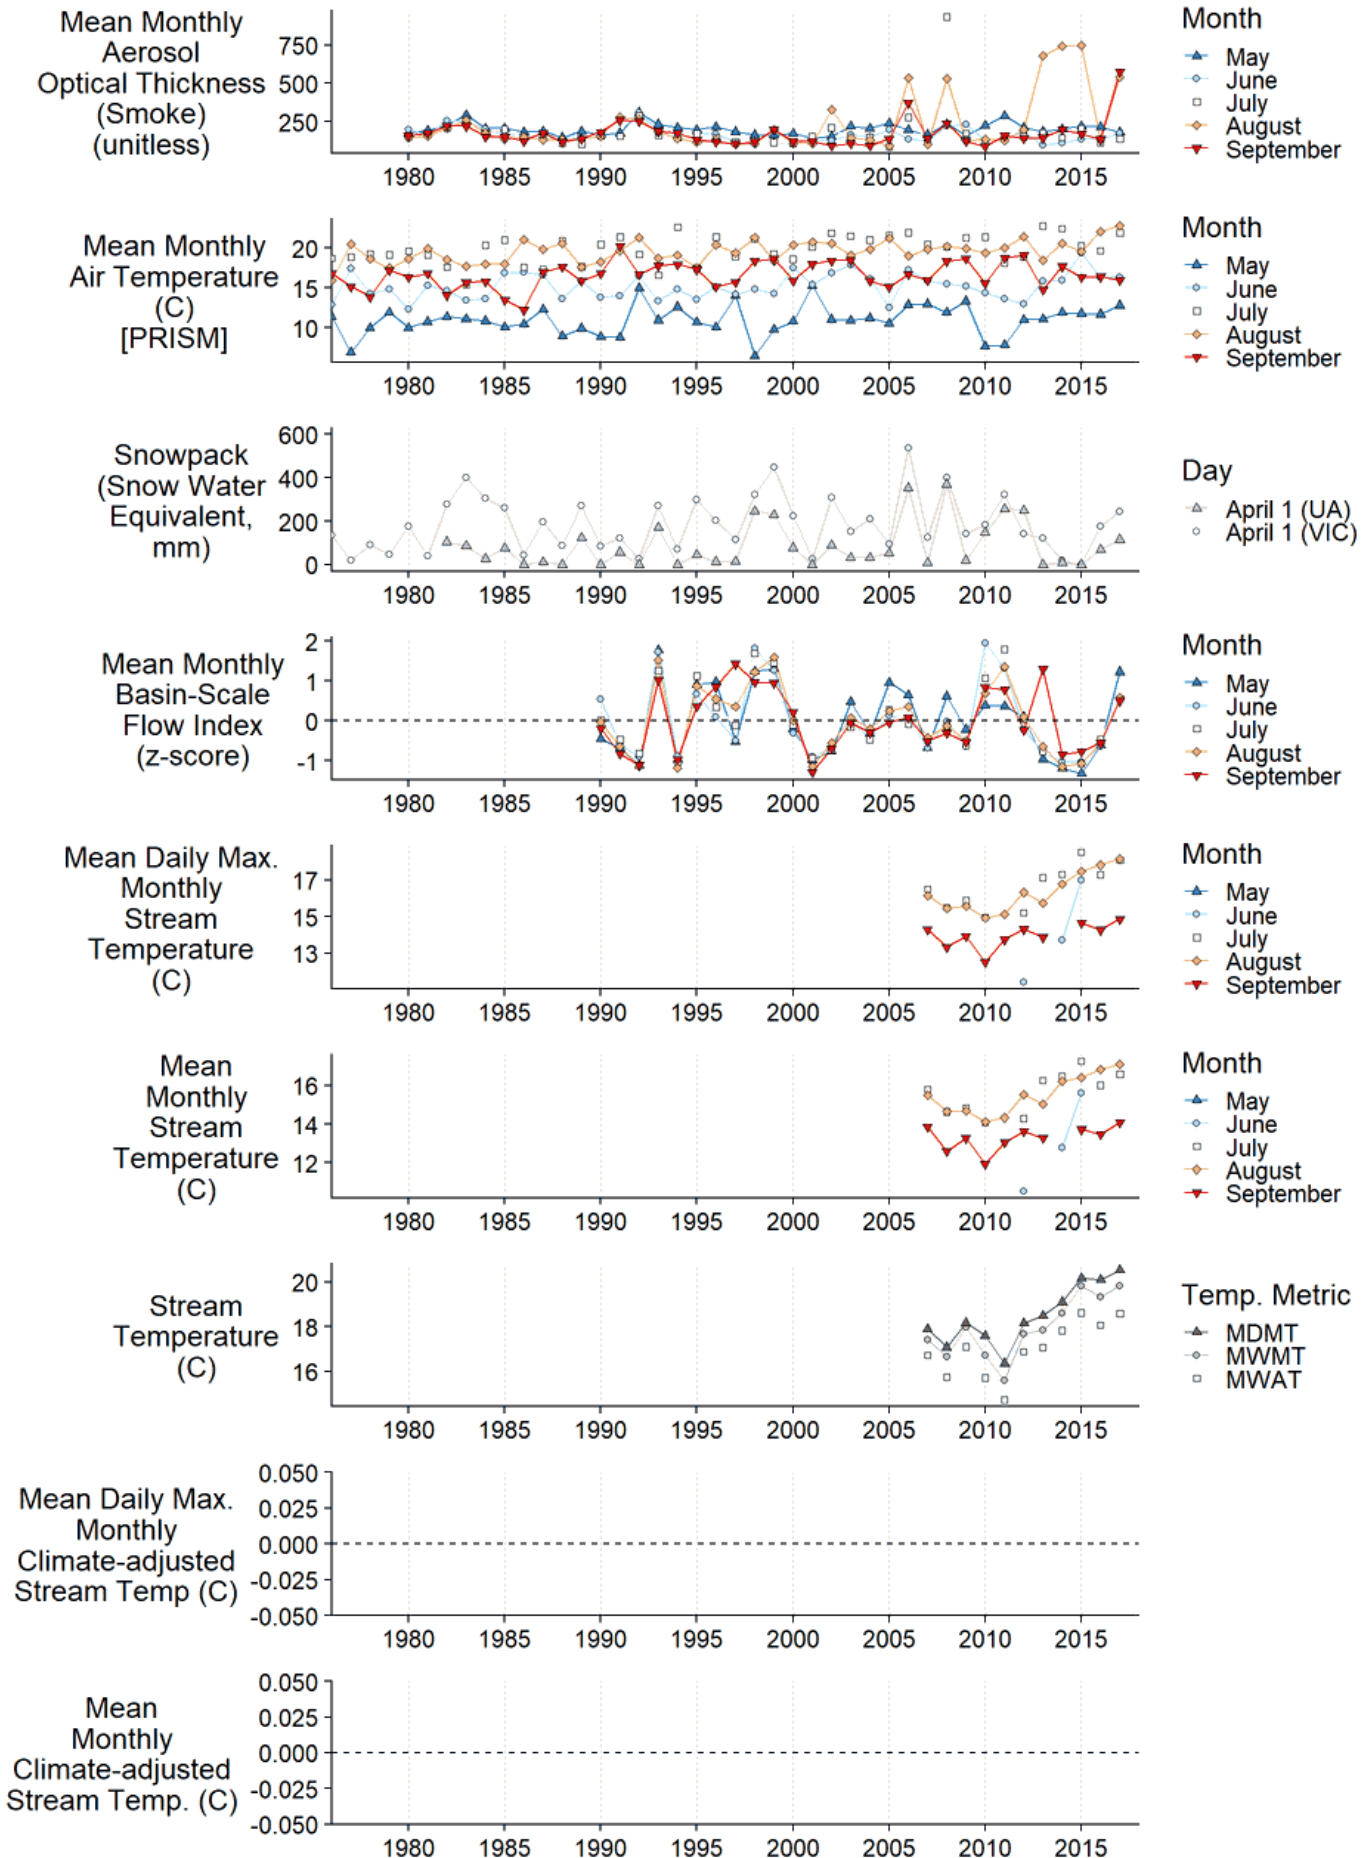 Mean Monthly
Aerosol
Optical Thickness
(Smoke)
(unitless)
750
500
250
1980 1985 1990 1995 2000 2005 2010 2015
Month
May
June
July
August
September
Mean Monthly
Air Temperature
(C)
[PRISM]
20
15
10
1980 1985 1990 1995 2000 2005 2010 2015
Month
May
June
July
August
September
Snowpack
(Snow Water
Equivalent,
mm)
600
400
200
0
1980 1985 1990 1995 2000 2005 2010 2015
Day
April 1 (UA)
April 1 (VIC)
Mean Monthly
Basin-Scale
Flow Index
(z-score)
2
1
0
-1
1980 1985 1990 1995 2000 2005 2010 2015
Month
May
June
July
August
September
Mean Daily Max.
Monthly
Stream
Temperature
(C)
17
15
13
1980 1985 1990 1995 2000 2005 2010 2015
Month
May
June
July
August
September
Mean
Monthly
Stream
Temperature
(C)
16
14
12
1980 1985 1990 1995 2000 2005 2010 2015
Month
May
June
July
August
September
Stream
Temperature
(C)
20
18
16
1980 1985 1990 1995 2000 2005 2010 2015
Temp. Metric
MDMT
MWMT
MWAT
Mean Daily Max.
Monthly
Climate-adjusted
Stream Temp (C)
0.050
0.025
0.000
-0.025
-0.050
1980 1985 1990 1995 2000 2005 2010 2015
Mean
Monthly
Climate-adjusted
Stream Temp. (C)
0.050
0.025
0.000
-0.025
-0.050
1980 1985 1990 1995 2000 2005 2010 2015